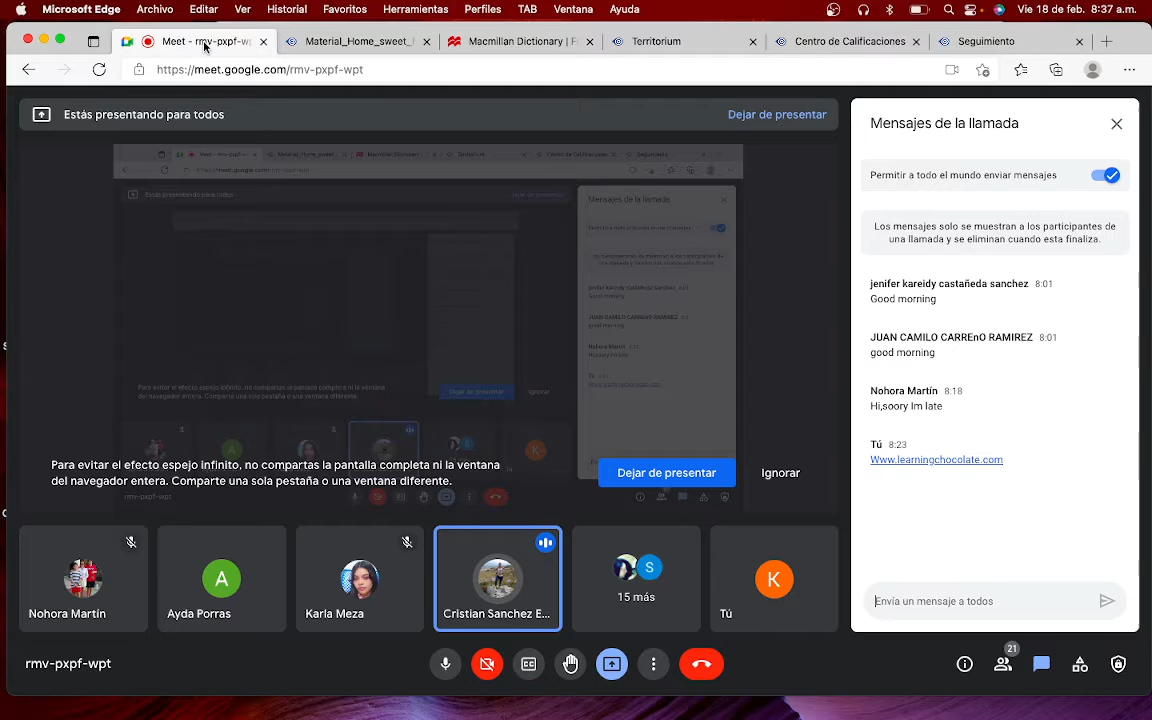 Microsoft Edge Archivo Editar Ver Historial Favoritos Herramientas Perfiles TAB Ventana Ayuda Vie 18 de feb. 8:37 a.m.
Meet - rmv-pxpf-w Material_Home_sweet_ Macmillan Dictionary | F Territorium Centro de Calificaciones Seguimiento
https://meet.google.com/rmv-pxpf-wpt
Estás presentando para todos Dejar de presentar
Para evitar el efecto espejo infinito, no compartas la pantalla completa ni la ventana
del navegador entera. Comparte una sola pestaña o una ventana diferente.
Dejar de presentar Ignorar
Nohora Martín
A
Ayda Porras
Karla Meza
Cristian Sanchez E...
S
15 más
K
Tú
rmv-pxpf-wpt
Mensajes de la llamada
Permitir a todo el mundo enviar mensajes
Los mensajes solo se muestran a los participantes de
una llamada y se eliminan cuando esta finaliza.
jenifer kareidy castañeda sanchez 8:01
Good morning
JUAN CAMILO CARREnO RAMIREZ 8:01
good morning
Nohora Martín 8:18
Hi,soory Im late
Tú 8:23
Www.learningchocolate.com
Envía un mensaje a todos
21